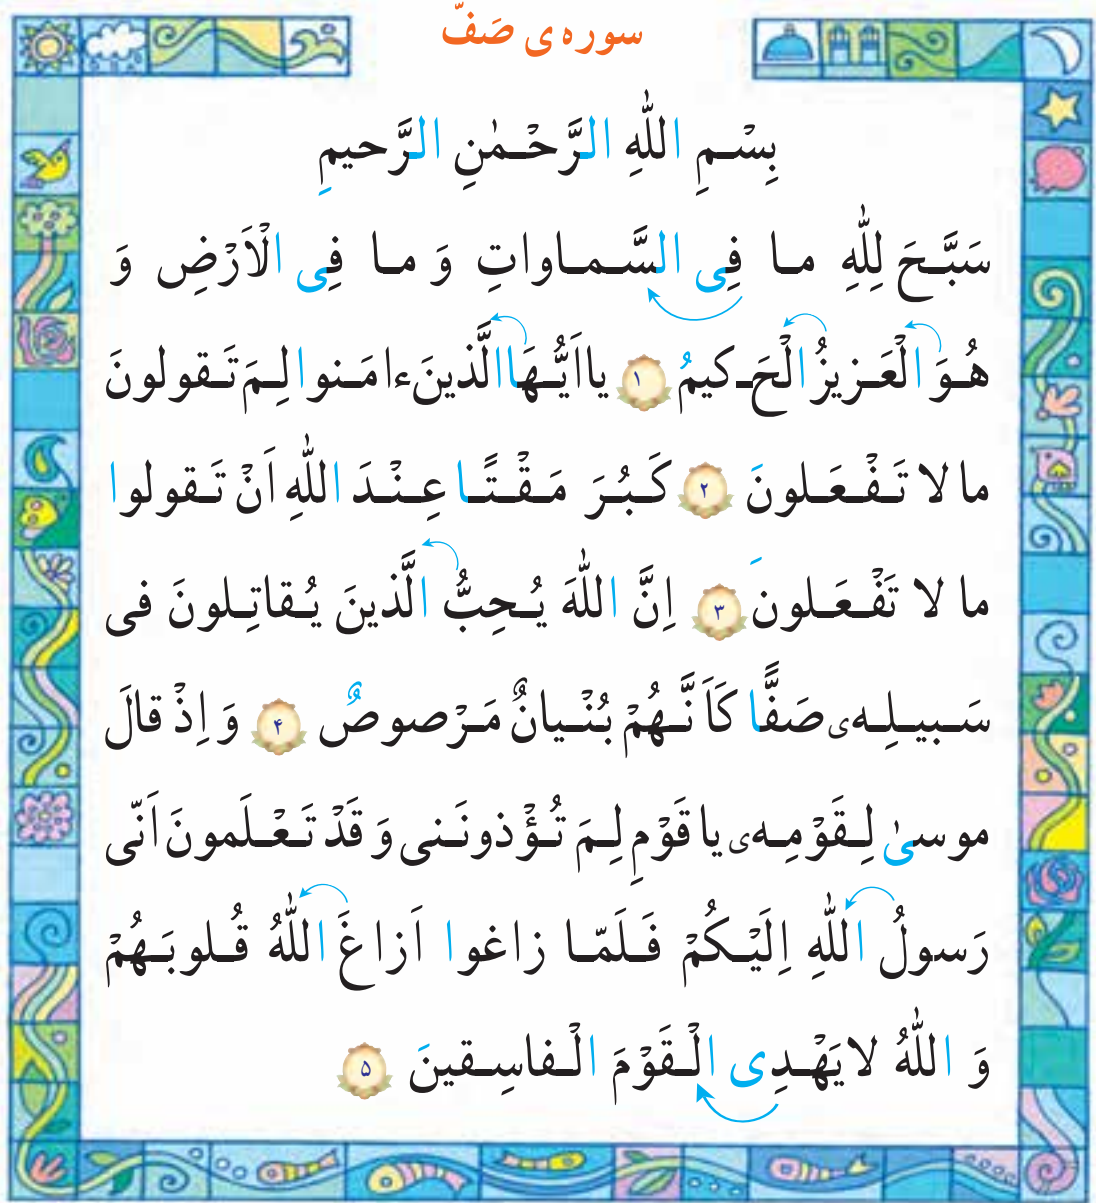 سوره ی صَفّ
بِسْمِ اللّٰهِ الرَّحْمٰنِ الرَّحیمِ
سَبَّحَ لِلّٰهِ ما فِی السَّماواتِ وَ ما فِی الْاَرْضِ وَ
هُوَ الْعَزیزُ الْحَکیمُ ۱ یا اَیُّهَا الَّذینَ ءامَنوا لِمَ تَقولونَ
ما لا تَفْعَلونَ ۲ کَبُرَ مَقْتًا عِنْدَ اللّٰهِ اَنْ تَقولوا
ما لا تَفْعَلونَ ۳ اِنَّ اللّٰهَ یُحِبُّ الَّذینَ یُقاتِلونَ فی
سَبیلِهی صَفًّا کَاَنَّهُمْ بُنْیانٌ مَرْصوصٌ ۴ وَ اِذْ قالَ
موسیٰ لِقَوْمِهی یا قَوْمِ لِمَ تُؤْذونَنی وَ قَدْ تَعْلَمونَ اَنّی
رَسولُ اللّٰهِ اِلَیْکُمْ فَلَمّا زاغوا اَزاغَ اللّٰهُ قُلوبَهُمْ
وَ اللّٰهُ لا یَهْدِی الْقَوْمَ الْفاسِقینَ ۵